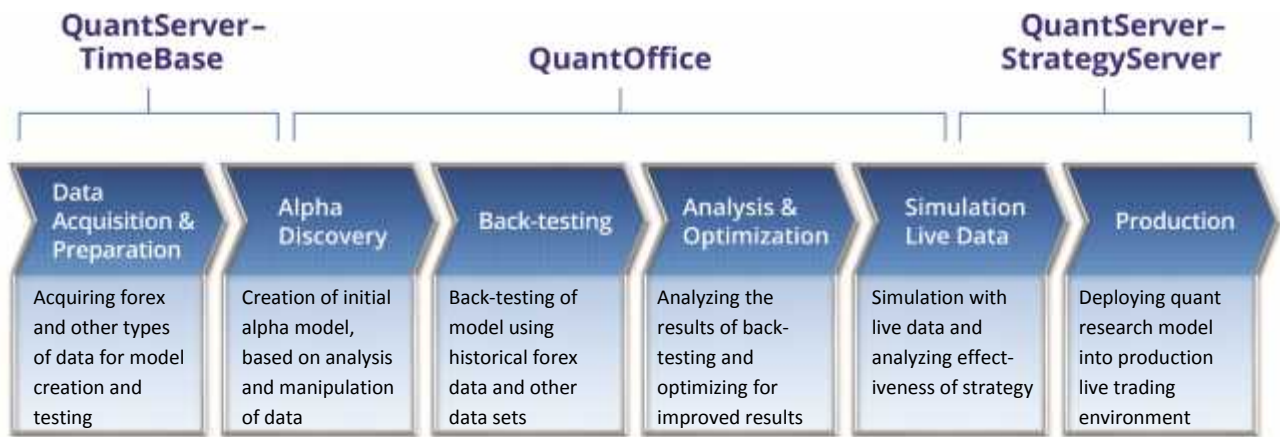 QuantServer–
TimeBase
QuantOffice
QuantServer–
StrategyServer
Data
Acquisition &
Preparation
Alpha
Discovery
Back-testing
Analysis &
Optimization
Simulation
Live Data
Production
Acquiring forex
and other types
of data for model
creation and
testing
Creation of initial
alpha model,
based on analysis
and manipulation
of data
Back-testing of
model using
historical forex
data and other
data sets
Analyzing the
results of back-
testing and
optimizing for
improved results
Simulation with
live data and
analyzing effect-
iveness of strategy
Deploying quant
research model
into production
live trading
environment